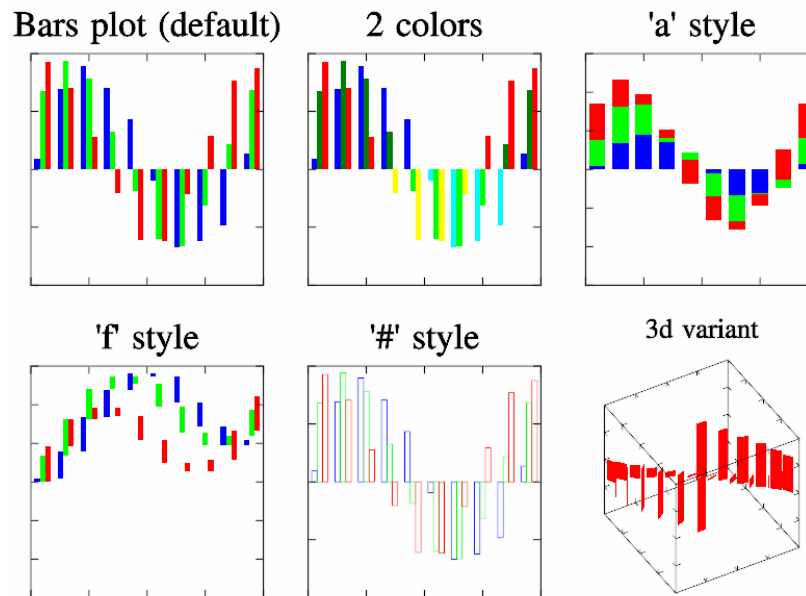 Bars plot (default)
2 colors
'a' style
'f' style
'#' style
3d variant